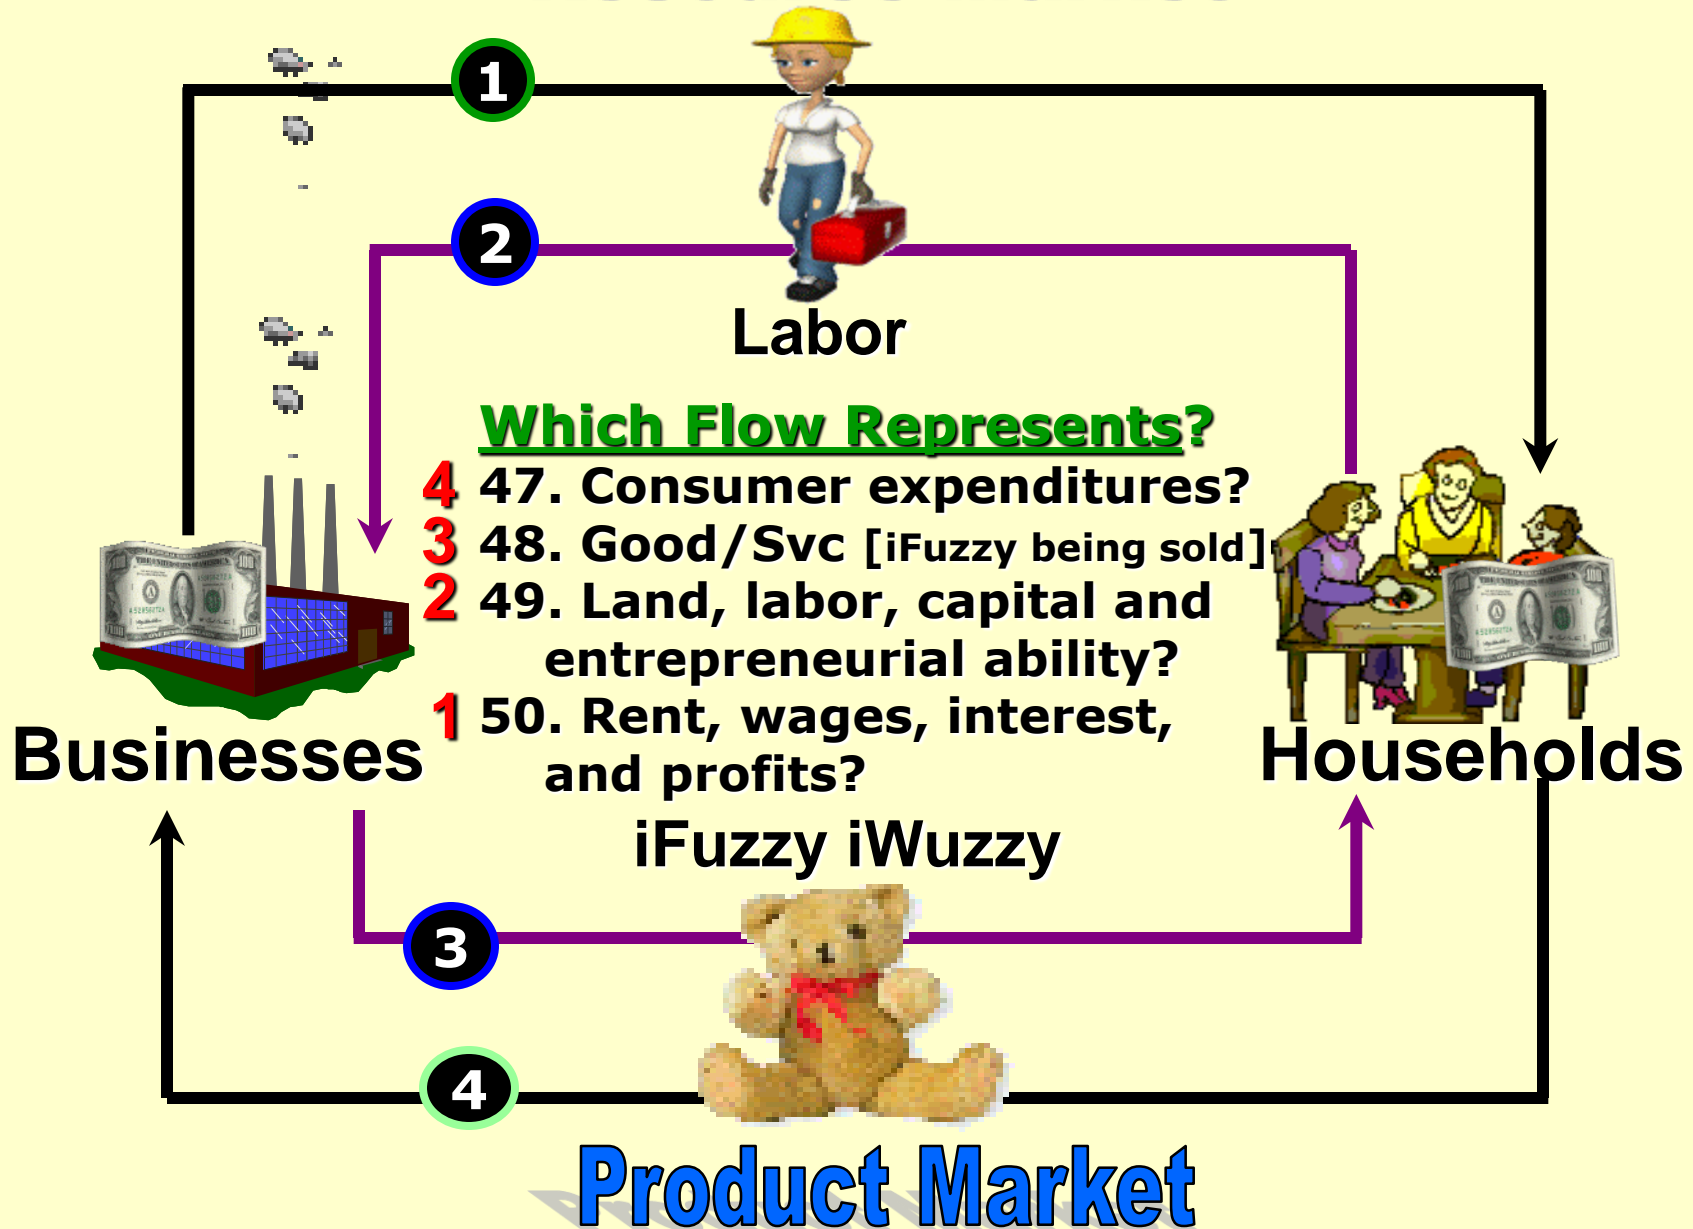 1
2
Labor
Which Flow Represents?
4 47. Consumer expenditures?
3 48. Good/Svc [iFuzzy being sold]
2 49. Land, labor, capital and
entrepreneurial ability?
1 50. Rent, wages, interest,
and profits?
Businesses
Households
iFuzzy iWuzzy
3
4
Product Market